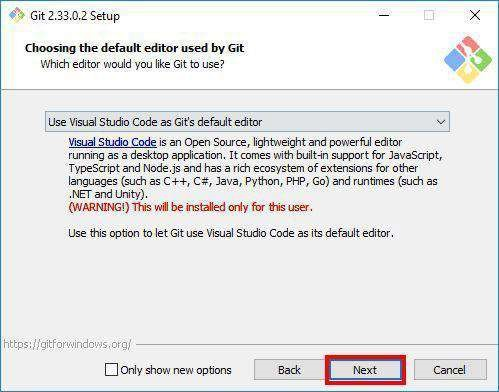 Git 2.33.0.2 Setup
Choosing the default editor used by Git
Which editor would you like Git to use?
Use Visual Studio Code as Git's default editor
Visual Studio Code is an Open Source, lightweight and powerful editor
running as a desktop application. It comes with built-in support for JavaScript,
TypeScript and Node.js and has a rich ecosystem of extensions for other
languages (such as C++, C#, Java, Python, PHP, Go) and runtimes (such as
.NET and Unity).
(WARNING!) This will be installed only for this user.
Use this option to let Git use Visual Studio Code as its default editor.
https://gitforwindows.org/
Only show new options
Back
Next
Cancel